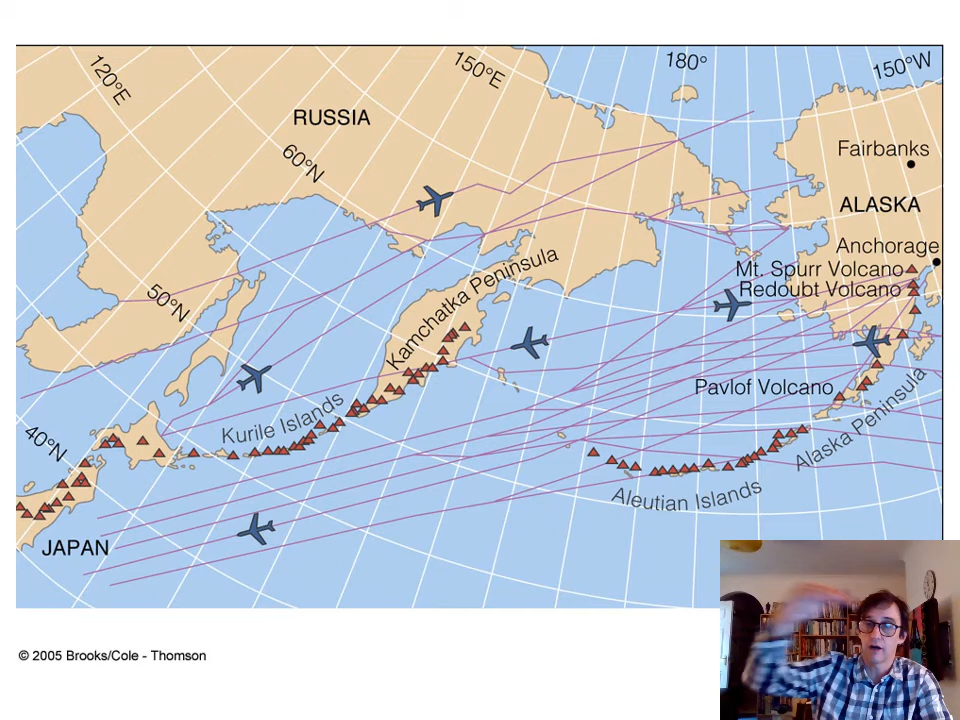 120°E
150°E
180°
150°W
RUSSIA
Fairbanks
60°N
ALASKA
Anchorage
Kamchatka Peninsula
Mt. Spurr Volcano
Redoubt Volcano
50°N
Pavlof Volcano
Kurile Islands
Alaska Peninsula
40°N
Aleutian Islands
JAPAN
© 2005 Brooks/Cole - Thomson